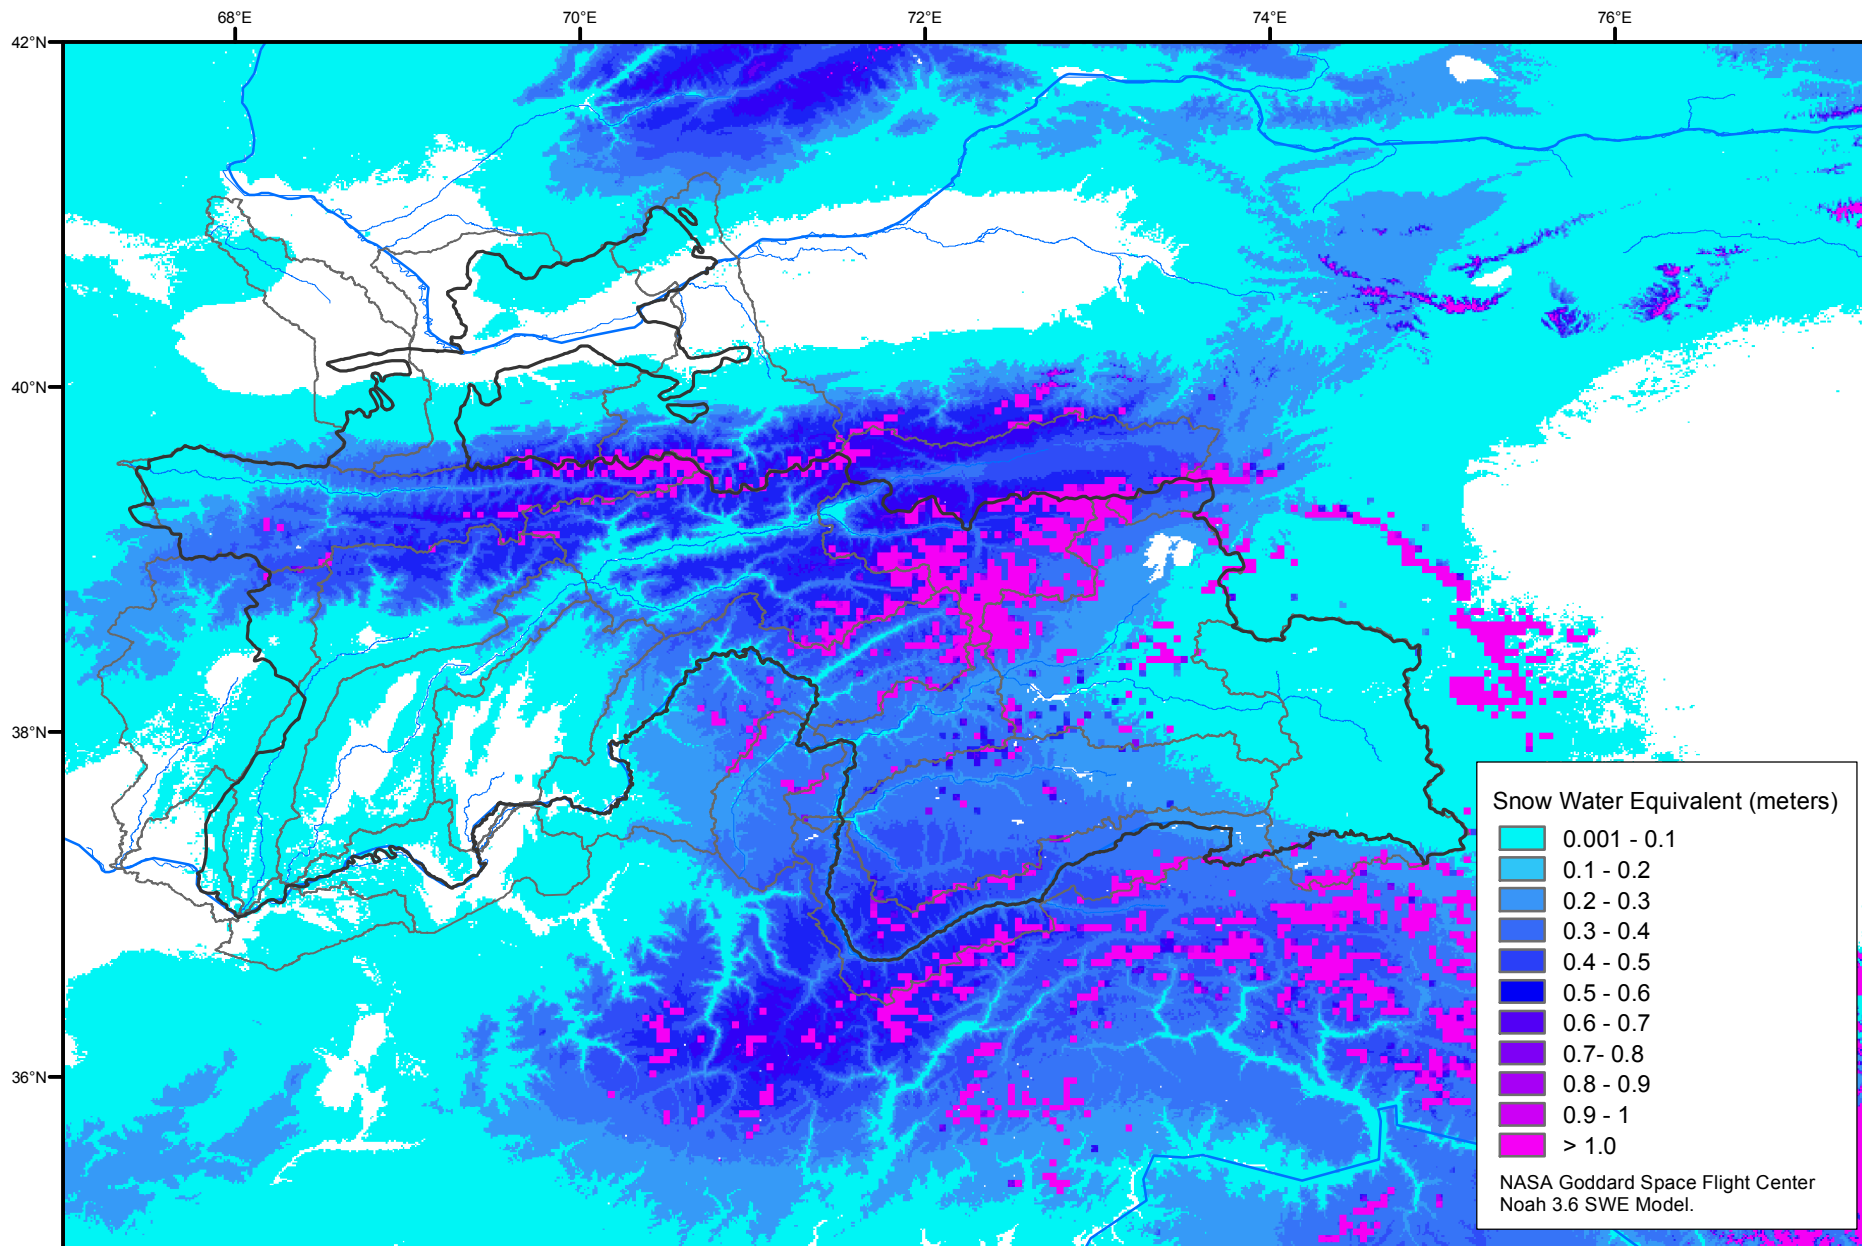 68°E 70°E 72°E 74°E 76°E
42°N
40°N
38°N
36°N
Snow Water Equivalent (meters)
0.001 - 0.1
0.1 - 0.2
0.2 - 0.3
0.3 - 0.4
0.4 - 0.5
0.5 - 0.6
0.6 - 0.7
0.7- 0.8
0.8 - 0.9
0.9 - 1
> 1.0
NASA Goddard Space Flight Center
Noah 3.6 SWE Model.